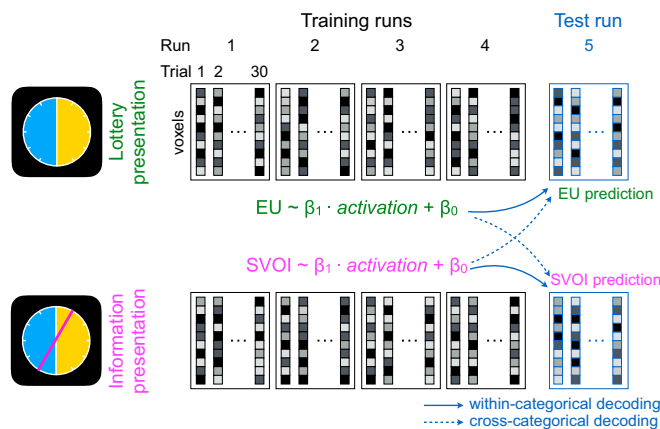 Training runs
Test run
Run 1 2 3 4 5
Trial 1 2 30
Lottery
presentation
voxels
... ... ... ... ...
EU ~ β₁ · activation + β₀
EU prediction
SVOI ~ β₁ · activation + β₀
SVOI prediction
Information
presentation
... ... ... ... ...
within-categorical decoding
cross-categorical decoding